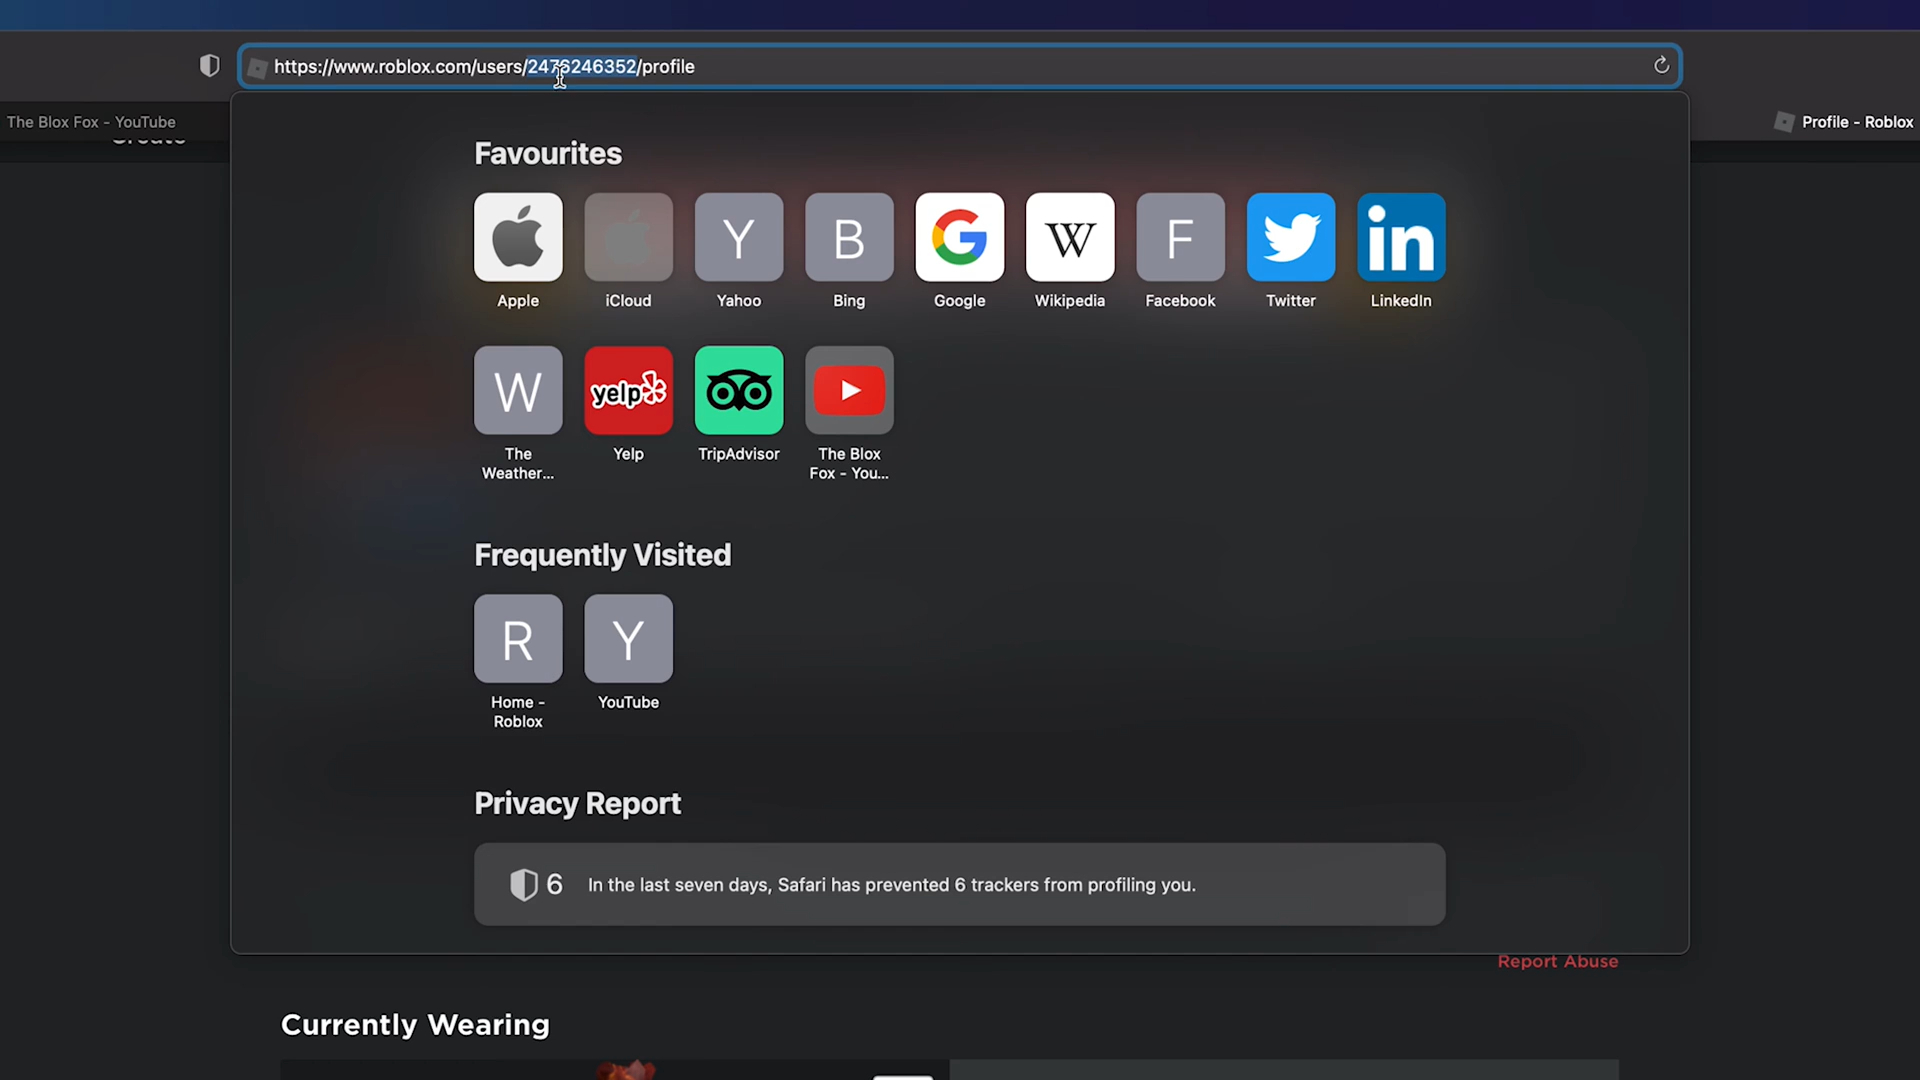 https://www.roblox.com/users/2476246352/profile
The Blox Fox - YouTube
Profile - Roblox
Create
Favourites
Y B G W F in
Apple iCloud Yahoo Bing Google Wikipedia Facebook Twitter LinkedIn
W yelp
The Weather... Yelp TripAdvisor The Blox Fox - You...
Frequently Visited
R Y
Home - Roblox YouTube
Privacy Report
6 In the last seven days, Safari has prevented 6 trackers from profiling you.
Report Abuse
Currently Wearing